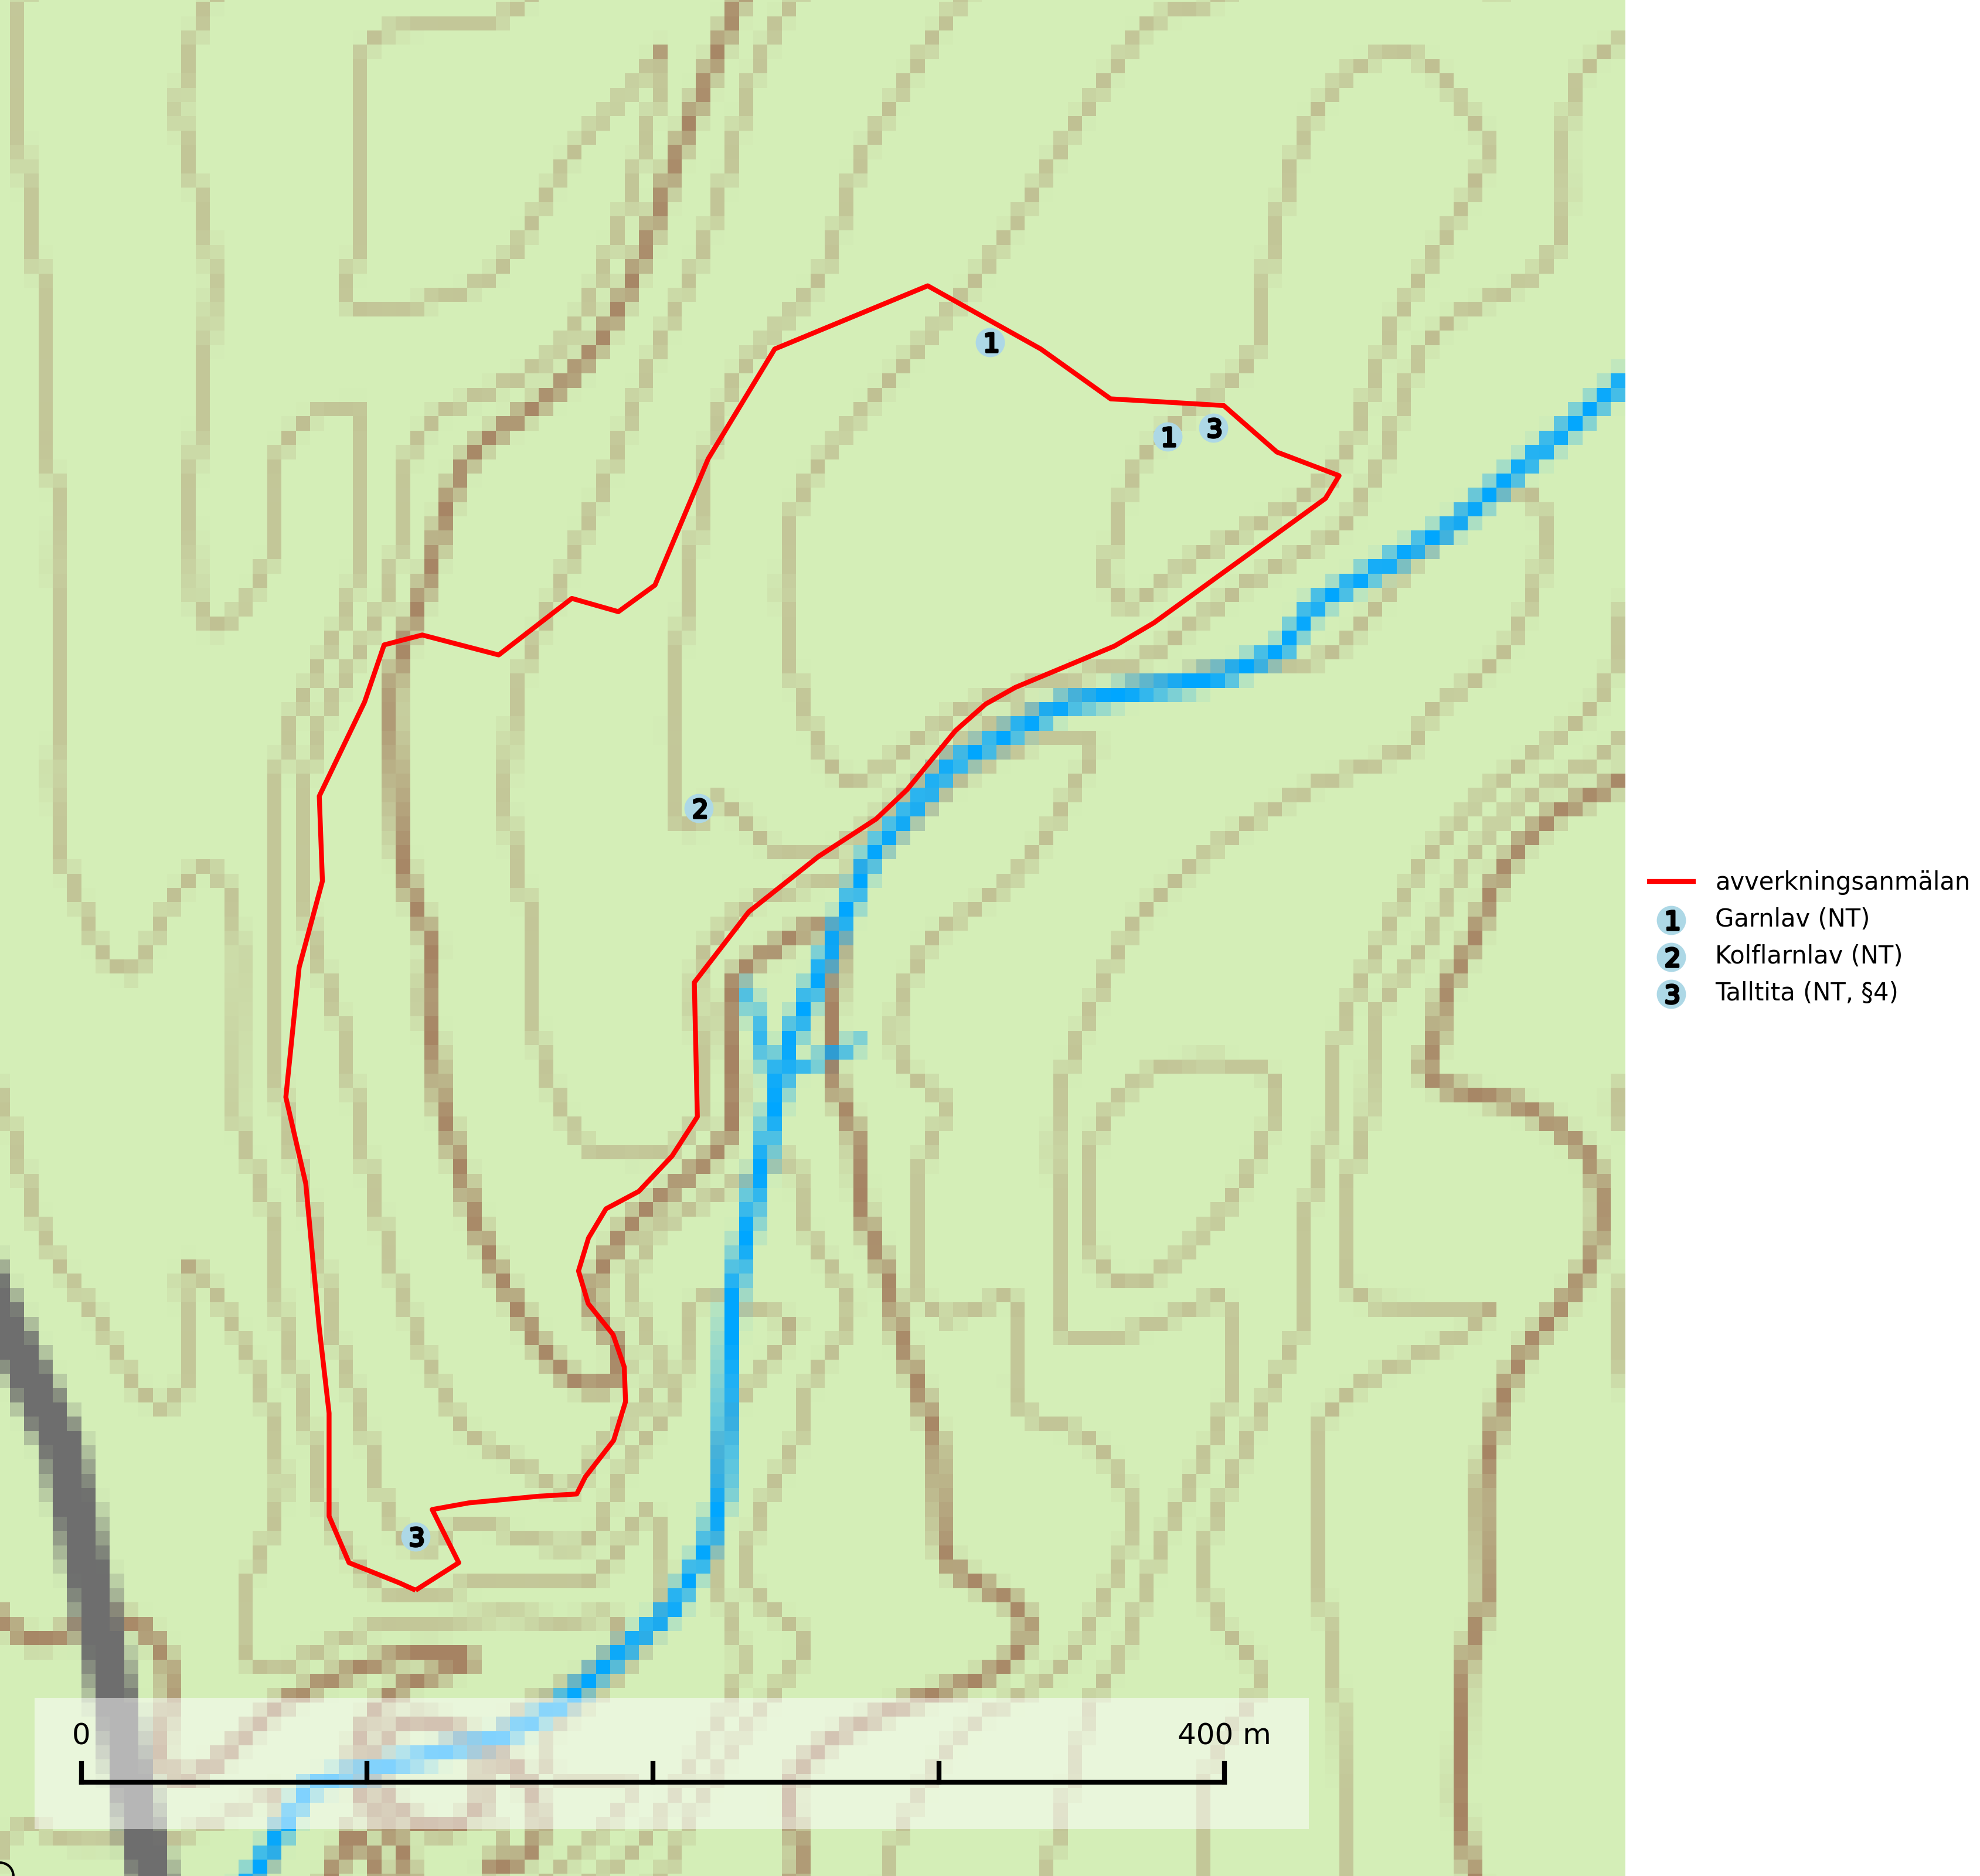 1
1
3
2
avverkningsanmälan
1 Garnlav (NT)
2 Kolflarnlav (NT)
3 Talltita (NT, §4)
3
0 400 m